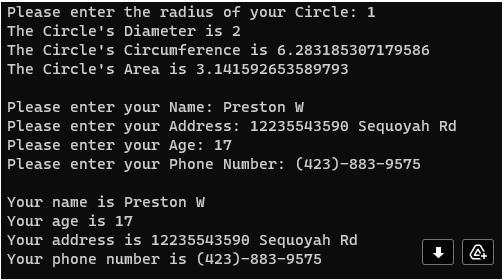 Please enter the radius of your Circle: 1
The Circle's Diameter is 2
The Circle's Circumference is 6.283185307179586
The Circle's Area is 3.141592653589793
Please enter your Name: Preston W
Please enter your Address: 12235543590 Sequoyah Rd
Please enter your Age: 17
Please enter your Phone Number: (423)-883-9575
Your name is Preston W
Your age is 17
Your address is 12235543590 Sequoyah Rd
Your phone number is (423)-883-9575